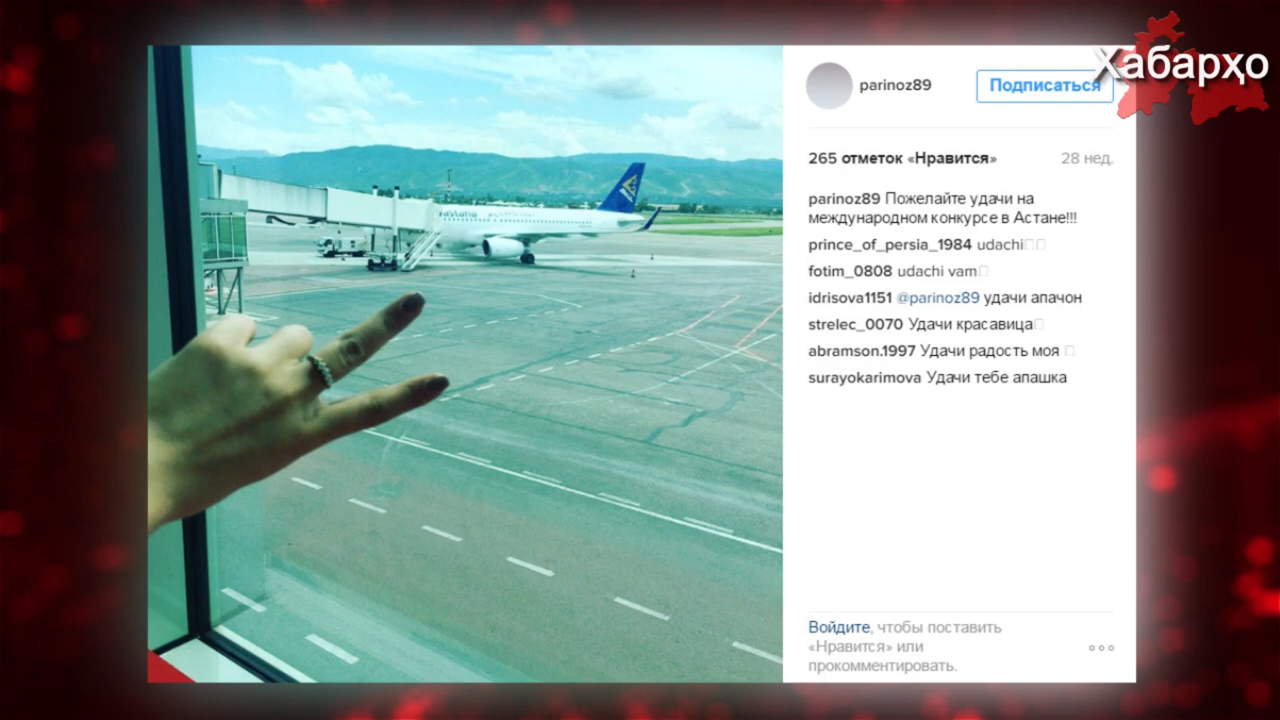 Хабарҳо
parinoz89
Подписаться
265 отметок «Нравится»
28 нед.
parinoz89 Пожелайте удачи на
международном конкурсе в Астане!!!
prince_of_persia_1984 udachi
fotim_0808 udachi vam
idrisova1151 @parinoz89 удачи апачон
strelec_0070 Удачи красавица
abramson.1997 Удачи радость моя
surayokarimova Удачи тебе апашка
Войдите, чтобы поставить
«Нравится» или
прокомментировать.